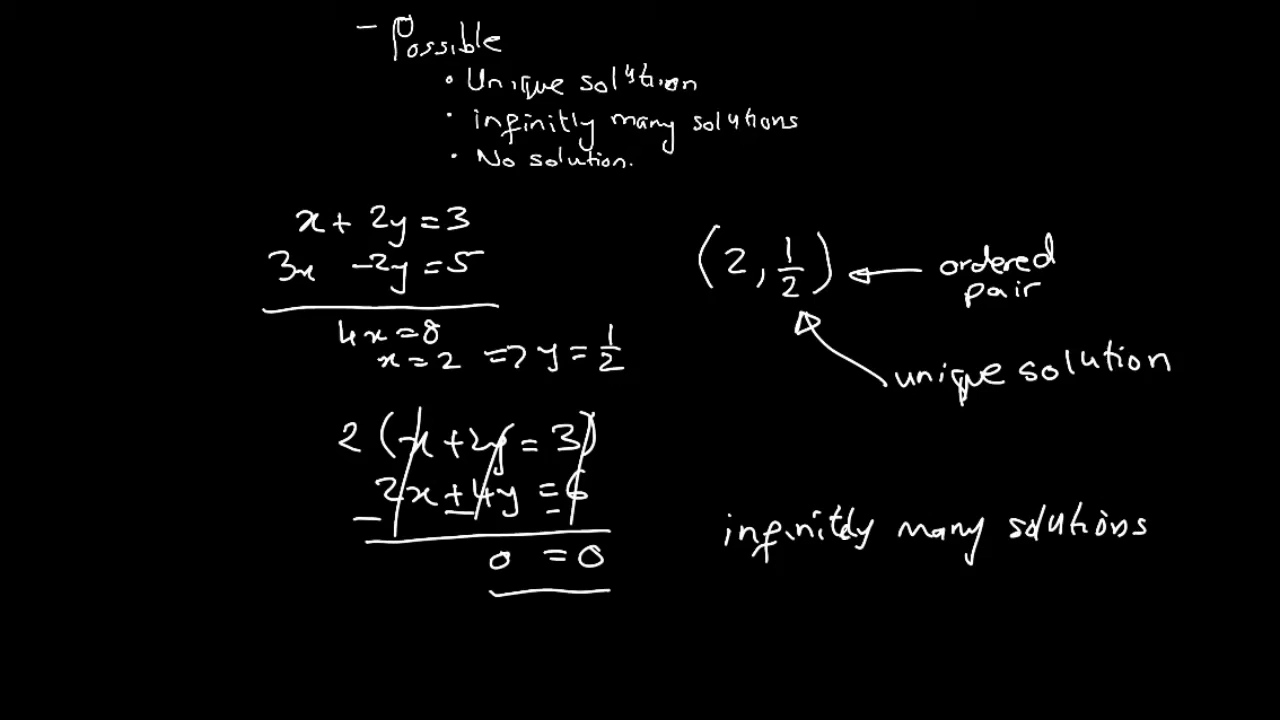 - Possible
• Unique solution
• infinitly many solutions
• No solution.
x + 2y = 3
3x - 2y = 5
4x = 8
x = 2 => y = 1/2
(2, 1/2) ← ordered pair
unique solution
2 (x + 2y = 3)
2x + 4y = 6
-
0 = 0
infinitly many solutions